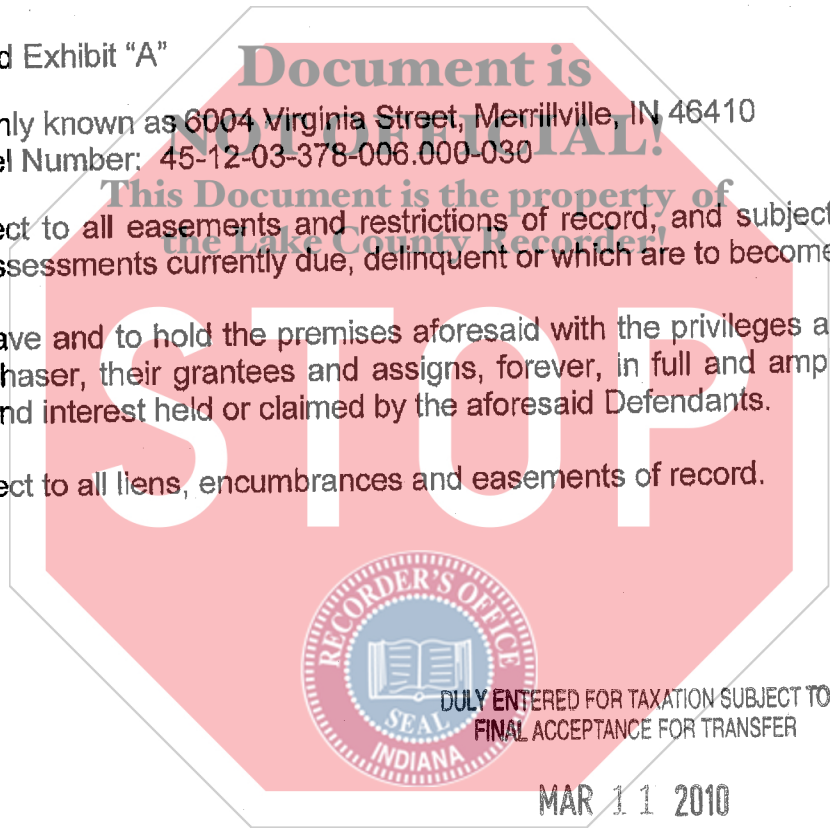 d Exhibit “A”
Document is
nly known as 6004 Virginia Street, Merrillville, IN 46410
NOT OFFICIAL!
el Number: 45-12-03-378-006.000-030
This Document is the property of
ect to all easements and restrictions of record, and subject
the Lake County Recorder!
ssessments currently due, delinquent or which are to become
ave and to hold the premises aforesaid with the privileges a
haser, their grantees and assigns, forever, in full and amp
nd interest held or claimed by the aforesaid Defendants.
STOP
ect to all liens, encumbrances and easements of record.
RECORDER'S OFFICE
SEAL
INDIANA
DULY ENTERED FOR TAXATION SUBJECT TO
FINAL ACCEPTANCE FOR TRANSFER
MAR 11 2010